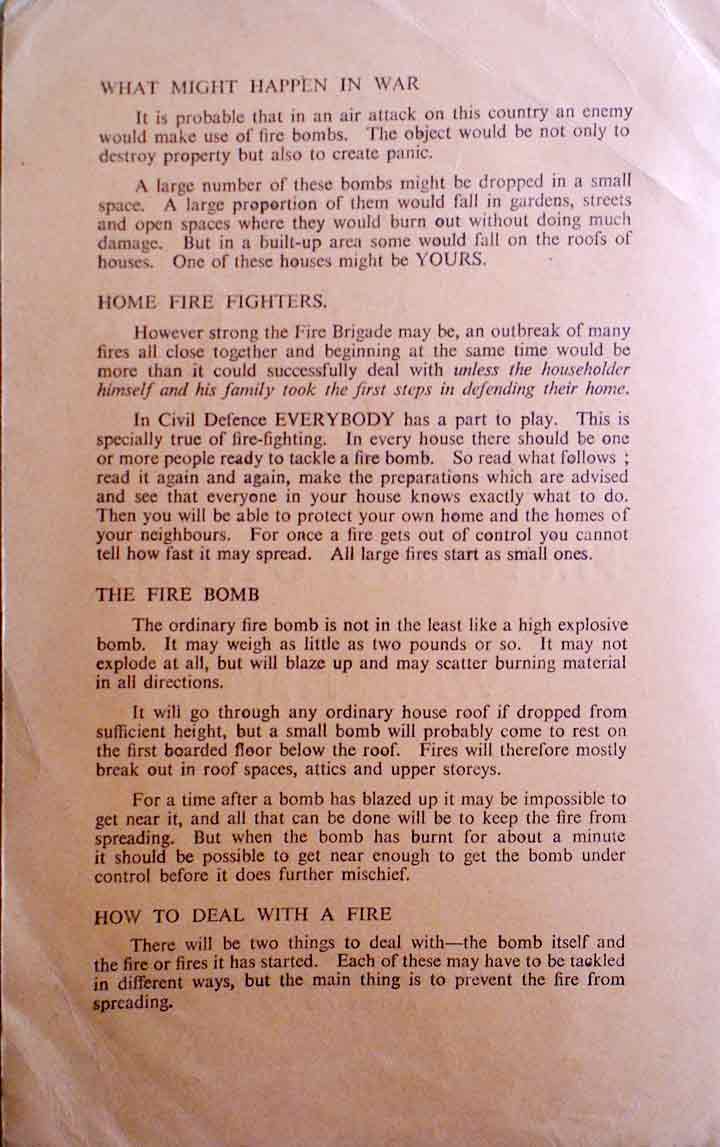 WHAT MIGHT HAPPEN IN WAR
It is probable that in an air attack on this country an enemy
would make use of fire bombs. The object would be not only to
destroy property but also to create panic.
A large number of these bombs might be dropped in a small
space. A large proportion of them would fall in gardens, streets
and open spaces where they would burn out without doing much
damage. But in a built-up area some would fall on the roofs of
houses. One of these houses might be YOURS.
HOME FIRE FIGHTERS.
However strong the Fire Brigade may be, an outbreak of many
fires all close together and beginning at the same time would be
more than it could successfully deal with unless the householder
himself and his family took the first steps in defending their home.
In Civil Defence EVERYBODY has a part to play. This is
specially true of fire-fighting. In every house there should be one
or more people ready to tackle a fire bomb. So read what follows ;
read it again and again, make the preparations which are advised
and see that everyone in your house knows exactly what to do.
Then you will be able to protect your own home and the homes of
your neighbours. For once a fire gets out of control you cannot
tell how fast it may spread. All large fires start as small ones.
THE FIRE BOMB
The ordinary fire bomb is not in the least like a high explosive
bomb. It may weigh as little as two pounds or so. It may not
explode at all, but will blaze up and may scatter burning material
in all directions.
It will go through any ordinary house roof if dropped from
sufficient height, but a small bomb will probably come to rest on
the first boarded floor below the roof. Fires will therefore mostly
break out in roof spaces, attics and upper storeys.
For a time after a bomb has blazed up it may be impossible to
get near it, and all that can be done will be to keep the fire from
spreading. But when the bomb has burnt for about a minute
it should be possible to get near enough to get the bomb under
control before it does further mischief.
HOW TO DEAL WITH A FIRE
There will be two things to deal with—the bomb itself and
the fire or fires it has started. Each of these may have to be tackled
in different ways, but the main thing is to prevent the fire from
spreading.